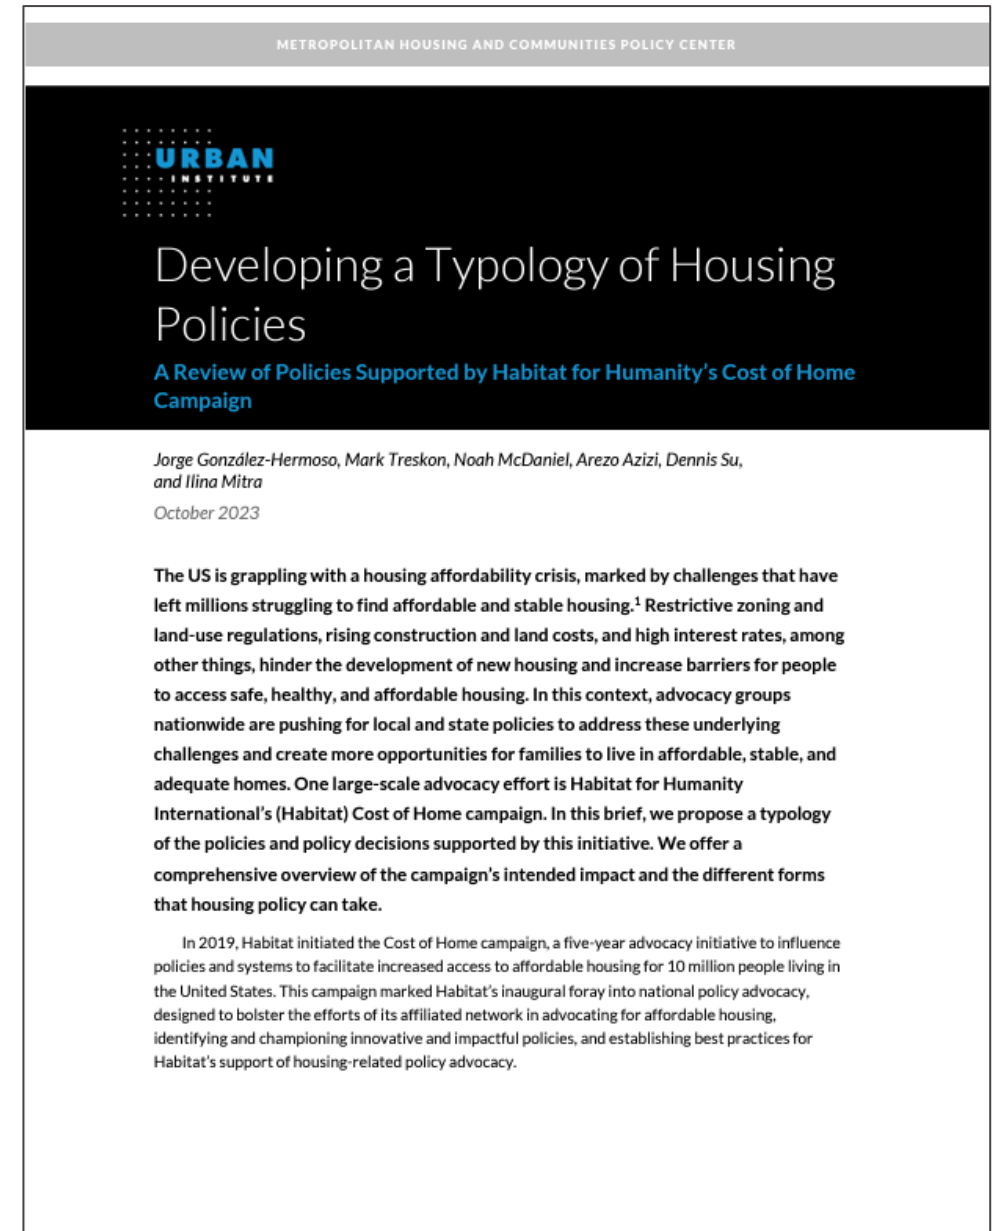 METROPOLITAN HOUSING AND COMMUNITIES POLICY CENTER
URBAN
INSTITUTE
Developing a Typology of Housing
Policies
A Review of Policies Supported by Habitat for Humanity’s Cost of Home
Campaign
Jorge González-Hermoso, Mark Treskon, Noah McDaniel, Arezo Azizi, Dennis Su,
and Ilina Mitra
October 2023
The US is grappling with a housing affordability crisis, marked by challenges that have
left millions struggling to find affordable and stable housing.¹ Restrictive zoning and
land-use regulations, rising construction and land costs, and high interest rates, among
other things, hinder the development of new housing and increase barriers for people
to access safe, healthy, and affordable housing. In this context, advocacy groups
nationwide are pushing for local and state policies to address these underlying
challenges and create more opportunities for families to live in affordable, stable, and
adequate homes. One large-scale advocacy effort is Habitat for Humanity
International’s (Habitat) Cost of Home campaign. In this brief, we propose a typology
of the policies and policy decisions supported by this initiative. We offer a
comprehensive overview of the campaign’s intended impact and the different forms
that housing policy can take.
In 2019, Habitat initiated the Cost of Home campaign, a five-year advocacy initiative to influence
policies and systems to facilitate increased access to affordable housing for 10 million people living in
the United States. This campaign marked Habitat’s inaugural foray into national policy advocacy,
designed to bolster the efforts of its affiliated network in advocating for affordable housing,
identifying and championing innovative and impactful policies, and establishing best practices for
Habitat’s support of housing-related policy advocacy.